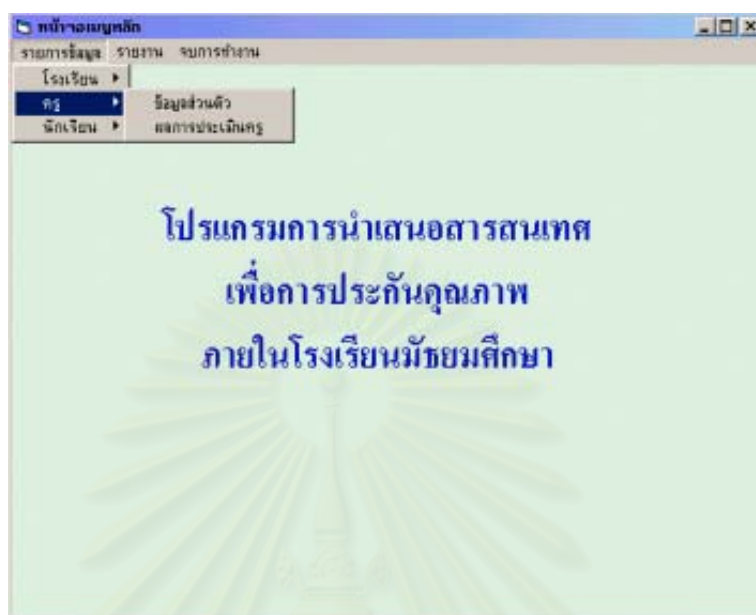 หน้าจอเมนูหลัก
รายการข้อมูล รายงาน จบการทำงาน
โรงเรียน
ครู ข้อมูลส่วนตัว
นักเรียน ผลการประเมินครู
โปรแกรมการนำเสนอสารสนเทศ
เพื่อการประกันคุณภาพ
ภายในโรงเรียนมัธยมศึกษา